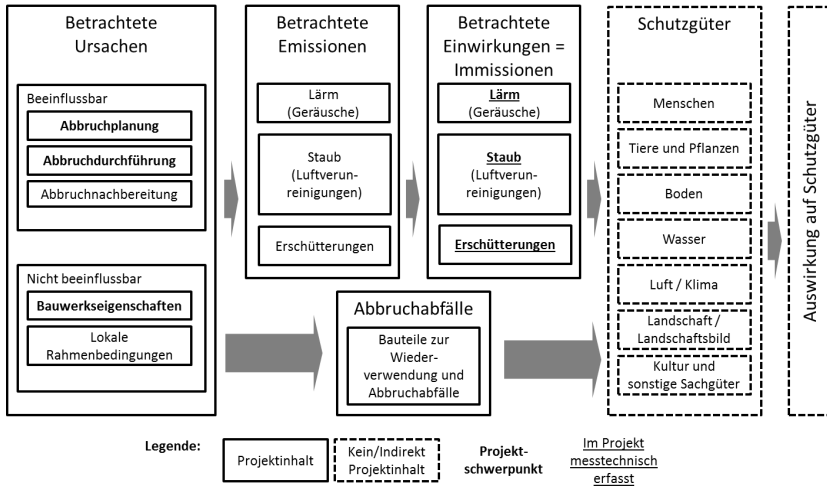 Betrachtete
Ursachen
Beeinflussbar
Abbruchplanung
Abbruchdurchführung
Abbruchnachbereitung
Nicht beeinflussbar
Bauwerkseigenschaften
Lokale
Rahmenbedingungen
Betrachtete
Emissionen
Lärm
(Geräusche)
Staub
(Luftverun-
reinigungen)
Erschütterungen
Betrachtete
Einwirkungen =
Immissionen
Lärm
(Geräusche)
Staub
(Luftverun-
reinigungen)
Erschütterungen
Abbruchabfälle
Bauteile zur
Wieder-
verwendung und
Abbruchabfälle
Schutzgüter
Menschen
Tiere und Pflanzen
Boden
Wasser
Luft / Klima
Landschaft /
Landschaftsbild
Kultur und
sonstige Sachgüter
Auswirkung auf Schutzgüter
Legende:
Projektinhalt
Kein/Indirekt
Projektinhalt
Projekt-
schwerpunkt
Im Projekt
messtechnisch
erfasst